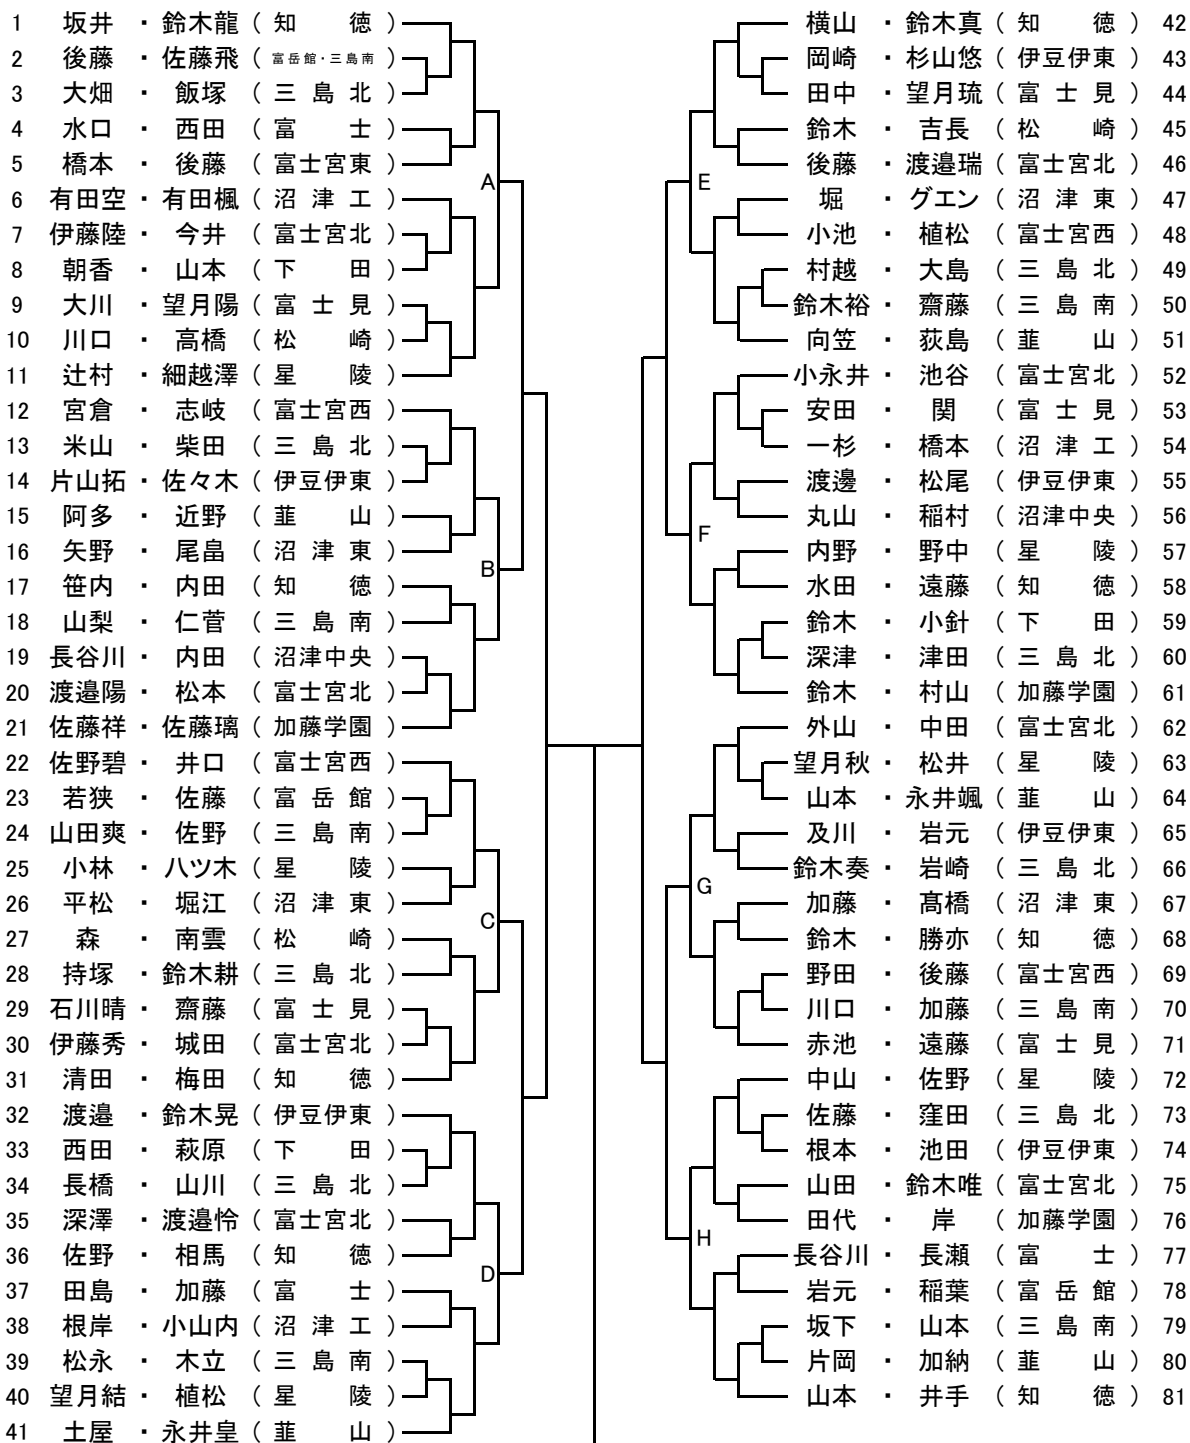 1 坂井 ・ 鈴木龍 ( 知 徳 )
2 後藤 ・ 佐藤飛 ( 富岳館・三島南 )
3 大畑 ・ 飯塚 ( 三 島 北 )
4 水口 ・ 西田 ( 富 士 )
5 橋本 ・ 後藤 ( 富士宮東 )
6 有田空 ・ 有田楓 ( 沼 津 工 )
7 伊藤陸 ・ 今井 ( 富士宮北 )
8 朝香 ・ 山本 ( 下 田 )
9 大川 ・ 望月陽 ( 富 士 見 )
10 川口 ・ 高橋 ( 松 崎 )
11 辻村 ・ 細越澤 ( 星 陵 )
12 宮倉 ・ 志岐 ( 富士宮西 )
13 米山 ・ 柴田 ( 三 島 北 )
14 片山拓 ・ 佐々木 ( 伊豆伊東 )
15 阿多 ・ 近野 ( 韮 山 )
16 矢野 ・ 尾畠 ( 沼 津 東 )
17 笹内 ・ 内田 ( 知 徳 )
18 山梨 ・ 仁菅 ( 三 島 南 )
19 長谷川 ・ 内田 ( 沼津中央 )
20 渡邉陽 ・ 松本 ( 富士宮北 )
21 佐藤祥 ・ 佐藤璃 ( 加藤学園 )
22 佐野碧 ・ 井口 ( 富士宮西 )
23 若狭 ・ 佐藤 ( 富 岳 館 )
24 山田爽 ・ 佐野 ( 三 島 南 )
25 小林 ・ 八ツ木 ( 星 陵 )
26 平松 ・ 堀江 ( 沼 津 東 )
27 森 ・ 南雲 ( 松 崎 )
28 持塚 ・ 鈴木耕 ( 三 島 北 )
29 石川晴 ・ 齋藤 ( 富 士 見 )
30 伊藤秀 ・ 城田 ( 富士宮北 )
31 清田 ・ 梅田 ( 知 徳 )
32 渡邉 ・ 鈴木晃 ( 伊豆伊東 )
33 西田 ・ 萩原 ( 下 田 )
34 長橋 ・ 山川 ( 三 島 北 )
35 深澤 ・ 渡邉怜 ( 富士宮北 )
36 佐野 ・ 相馬 ( 知 徳 )
37 田島 ・ 加藤 ( 富 士 )
38 根岸 ・ 小山内 ( 沼 津 工 )
39 松永 ・ 木立 ( 三 島 南 )
40 望月結 ・ 植松 ( 星 陵 )
41 土屋 ・ 永井皇 ( 韮 山 )
A
B
C
D
横山 ・ 鈴木真 ( 知 徳 ) 42
岡崎 ・ 杉山悠 ( 伊豆伊東 ) 43
田中 ・ 望月琉 ( 富 士 見 ) 44
鈴木 ・ 吉長 ( 松 崎 ) 45
後藤 ・ 渡邉瑞 ( 富士宮北 ) 46
堀 ・ グエン ( 沼 津 東 ) 47
小池 ・ 植松 ( 富士宮西 ) 48
村越 ・ 大島 ( 三 島 北 ) 49
鈴木裕 ・ 齋藤 ( 三 島 南 ) 50
向笠 ・ 荻島 ( 韮 山 ) 51
小永井 ・ 池谷 ( 富士宮北 ) 52
安田 ・ 関 ( 富 士 見 ) 53
一杉 ・ 橋本 ( 沼 津 工 ) 54
渡邊 ・ 松尾 ( 伊豆伊東 ) 55
丸山 ・ 稲村 ( 沼津中央 ) 56
内野 ・ 野中 ( 星 陵 ) 57
水田 ・ 遠藤 ( 知 徳 ) 58
鈴木 ・ 小針 ( 下 田 ) 59
深津 ・ 津田 ( 三 島 北 ) 60
鈴木 ・ 村山 ( 加藤学園 ) 61
外山 ・ 中田 ( 富士宮北 ) 62
望月秋 ・ 松井 ( 星 陵 ) 63
山本 ・ 永井颯 ( 韮 山 ) 64
及川 ・ 岩元 ( 伊豆伊東 ) 65
鈴木奏 ・ 岩崎 ( 三 島 北 ) 66
加藤 ・ 髙橋 ( 沼 津 東 ) 67
鈴木 ・ 勝亦 ( 知 徳 ) 68
野田 ・ 後藤 ( 富士宮西 ) 69
川口 ・ 加藤 ( 三 島 南 ) 70
赤池 ・ 遠藤 ( 富 士 見 ) 71
中山 ・ 佐野 ( 星 陵 ) 72
佐藤 ・ 窪田 ( 三 島 北 ) 73
根本 ・ 池田 ( 伊豆伊東 ) 74
山田 ・ 鈴木唯 ( 富士宮北 ) 75
田代 ・ 岸 ( 加藤学園 ) 76
長谷川 ・ 長瀬 ( 富 士 ) 77
岩元 ・ 稲葉 ( 富 岳 館 ) 78
坂下 ・ 山本 ( 三 島 南 ) 79
片岡 ・ 加納 ( 韮 山 ) 80
山本 ・ 井手 ( 知 徳 ) 81
E
F
G
H